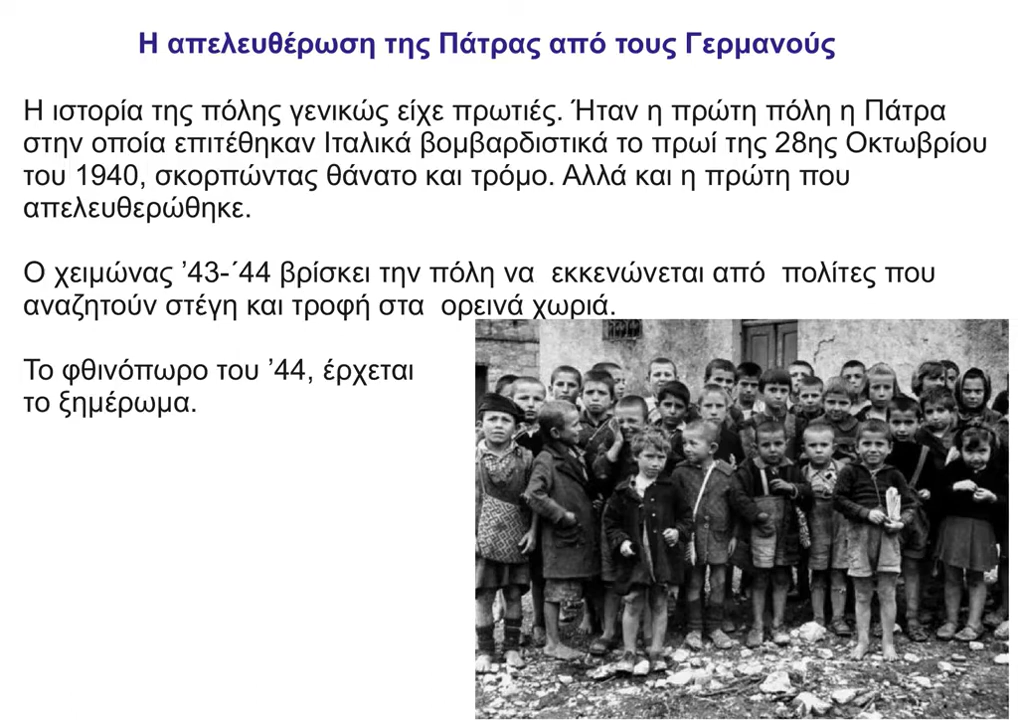 Η απελευθέρωση της Πάτρας από τους Γερμανούς
Η ιστορία της πόλης γενικώς είχε πρωτιές. Ήταν η πρώτη πόλη η Πάτρα
στην οποία επιτέθηκαν Ιταλικά βομβαρδιστικά το πρωί της 28ης Οκτωβρίου
του 1940, σκορπώντας θάνατο και τρόμο. Αλλά και η πρώτη που
απελευθερώθηκε.
Ο χειμώνας ’43-΄44 βρίσκει την πόλη να  εκκενώνεται από  πολίτες που
αναζητούν στέγη και τροφή στα  ορεινά χωριά.
Το φθινόπωρο του ’44, έρχεται
το ξημέρωμα.